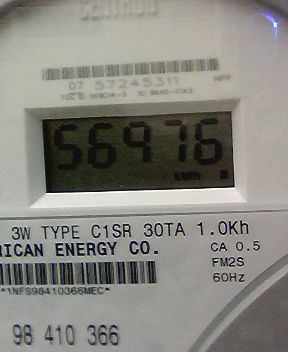 07 57245311
56976
kWH
3W TYPE C1SR 30TA 1.0Kh
RICAN ENERGY CO.
CA 0.5
FM2S
60Hz
*1NFS98410366MEC*
98 410 366